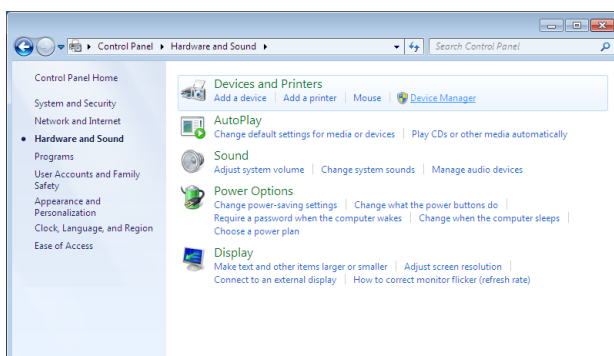 Control Panel Hardware and Sound Search Control Panel
Control Panel Home
System and Security
Network and Internet
Hardware and Sound
Programs
User Accounts and Family
Safety
Appearance and
Personalization
Clock, Language, and Region
Ease of Access
Devices and Printers
Add a device Add a printer Mouse Device Manager
AutoPlay
Change default settings for media or devices Play CDs or other media automatically
Sound
Adjust system volume Change system sounds Manage audio devices
Power Options
Change power-saving settings Change what the power buttons do
Require a password when the computer wakes Change when the computer sleeps
Choose a power plan
Display
Make text and other items larger or smaller Adjust screen resolution
Connect to an external display How to correct monitor flicker (refresh rate)